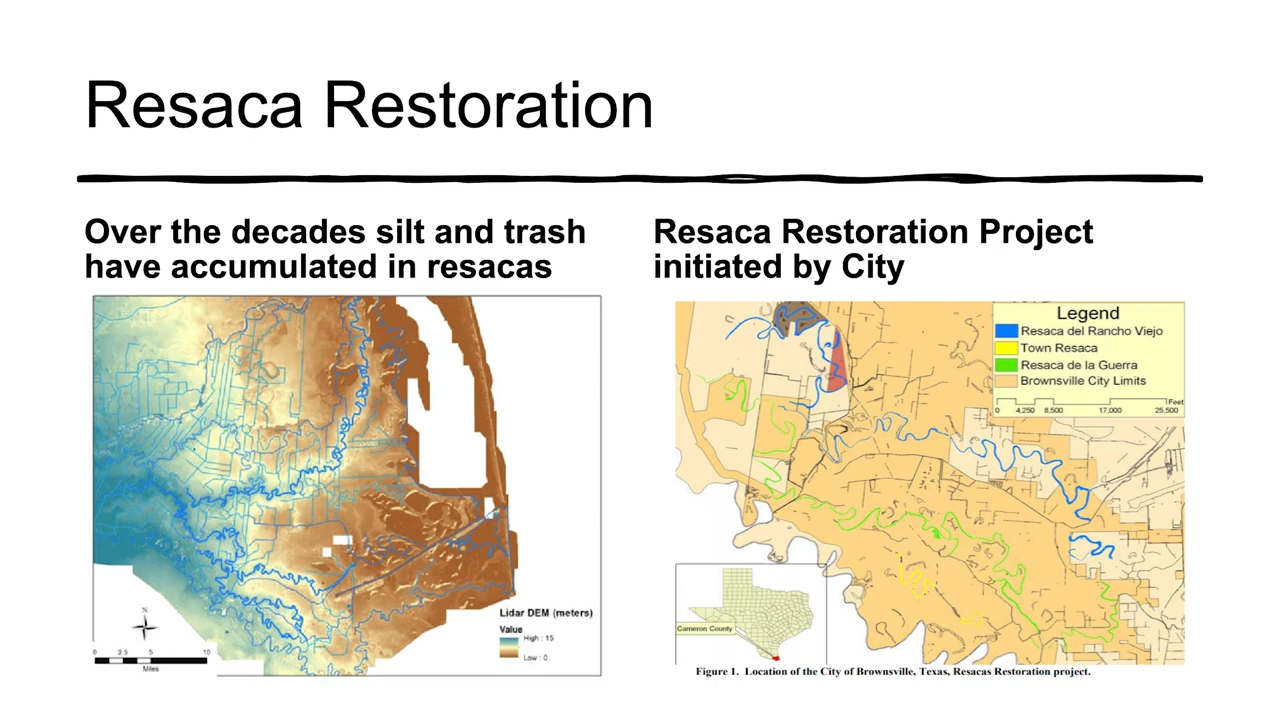 Resaca Restoration
Over the decades silt and trash
have accumulated in resacas
Resaca Restoration Project
initiated by City
N
0 2.5 5 10
Miles
Lidar DEM (meters)
Value
High : 15
Low : 0
Legend
Resaca del Rancho Viejo
Town Resaca
Resaca de la Guerra
Brownsville City Limits
Feet
0 4,250 8,500 17,000 25,500
Cameron County
Figure 1. Location of the City of Brownsville, Texas, Resacas Restoration project.